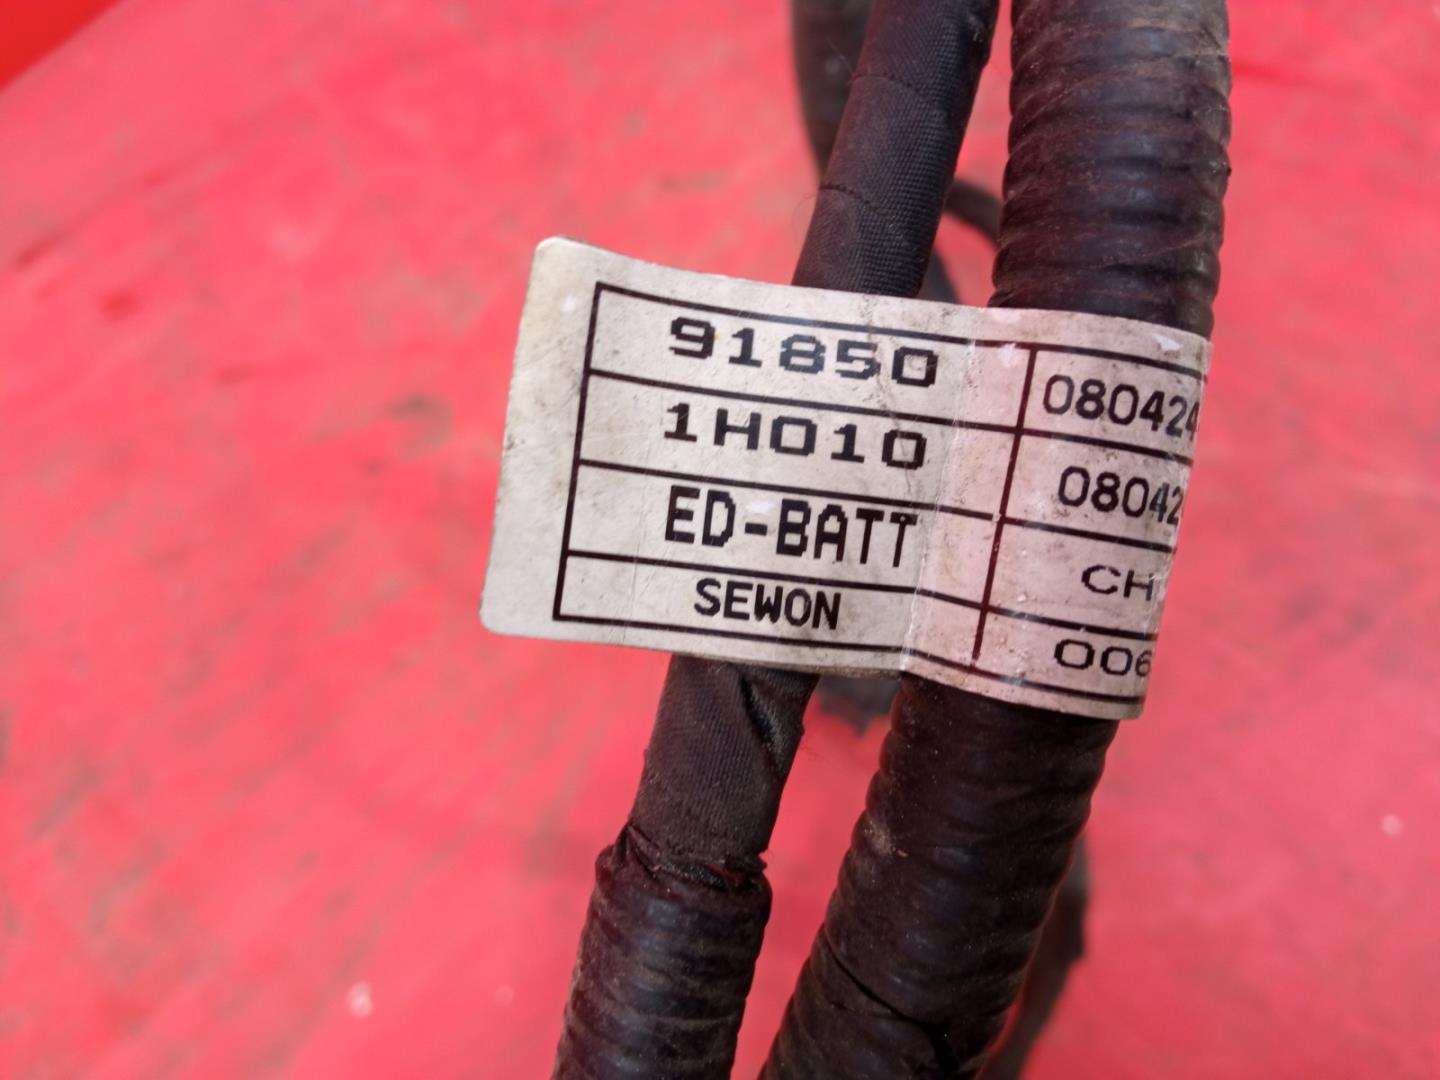 91850 080424
1H010 08042
ED-BATT CH
SEWON 006